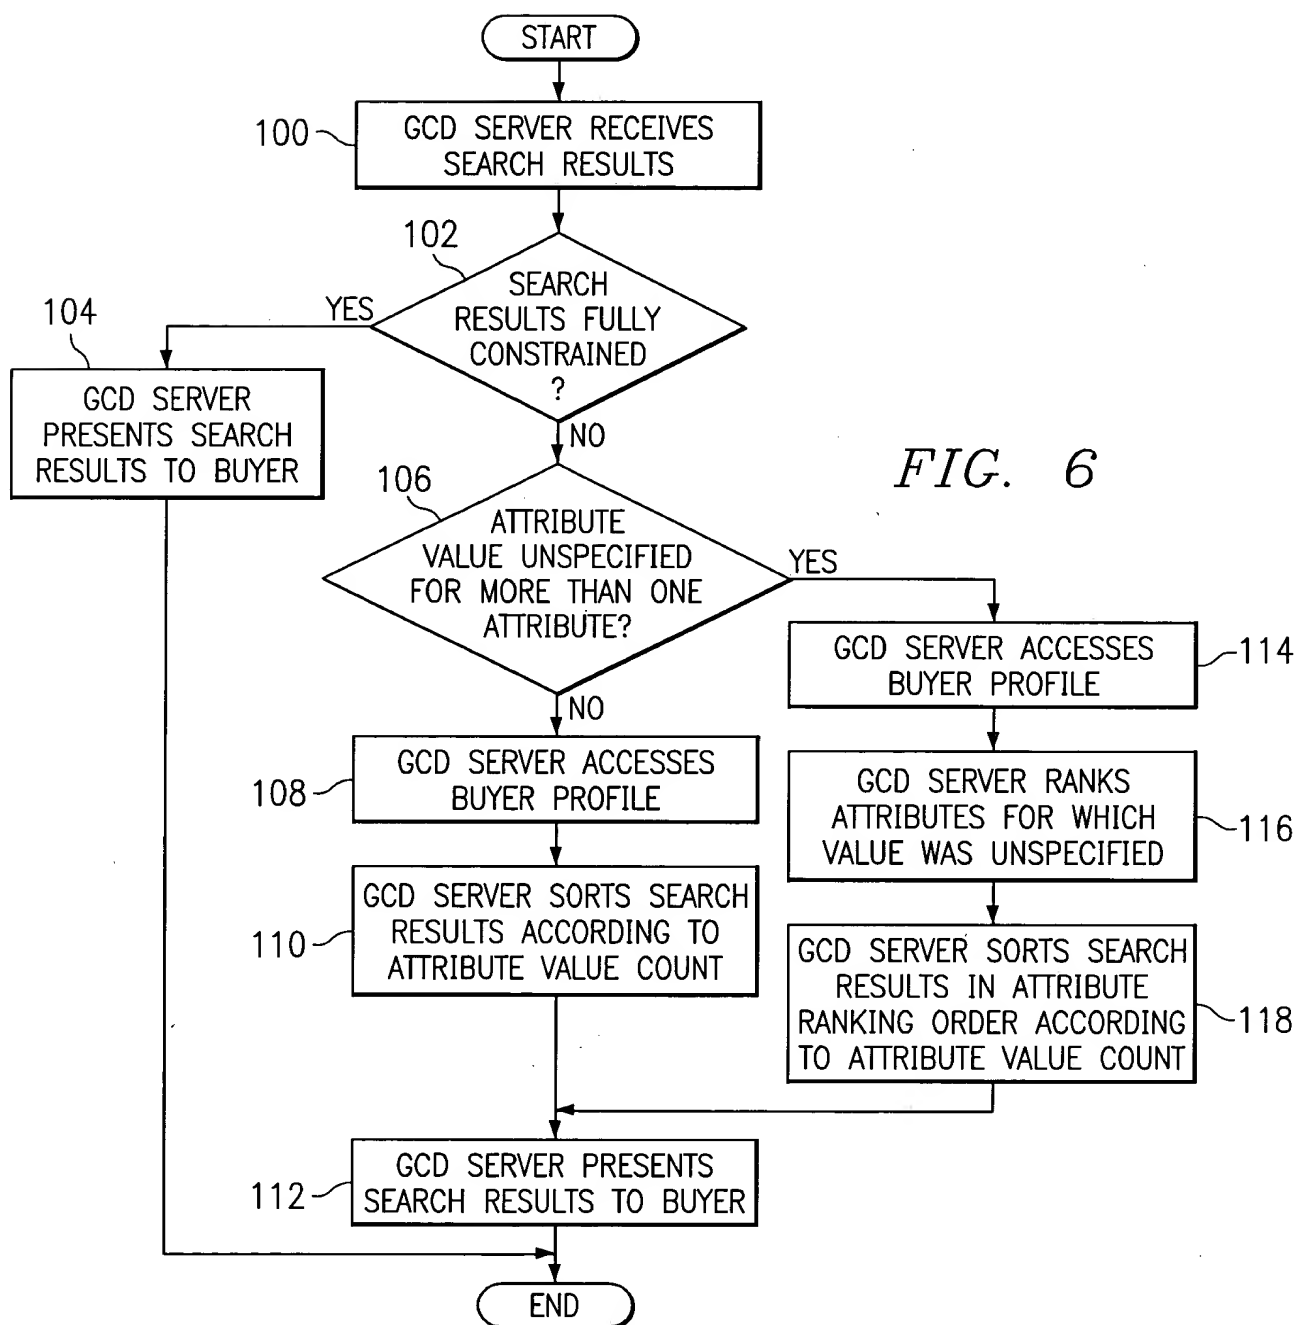 START
100
GCD SERVER RECEIVES
SEARCH RESULTS
102
SEARCH
RESULTS FULLY
CONSTRAINED
?
YES
NO
104
GCD SERVER
PRESENTS SEARCH
RESULTS TO BUYER
FIG. 6
106
ATTRIBUTE
VALUE UNSPECIFIED
FOR MORE THAN ONE
ATTRIBUTE?
YES
NO
GCD SERVER ACCESSES
BUYER PROFILE
114
108
GCD SERVER ACCESSES
BUYER PROFILE
GCD SERVER RANKS
ATTRIBUTES FOR WHICH
VALUE WAS UNSPECIFIED
116
110
GCD SERVER SORTS SEARCH
RESULTS ACCORDING TO
ATTRIBUTE VALUE COUNT
GCD SERVER SORTS SEARCH
RESULTS IN ATTRIBUTE
RANKING ORDER ACCORDING
TO ATTRIBUTE VALUE COUNT
118
112
GCD SERVER PRESENTS
SEARCH RESULTS TO BUYER
END